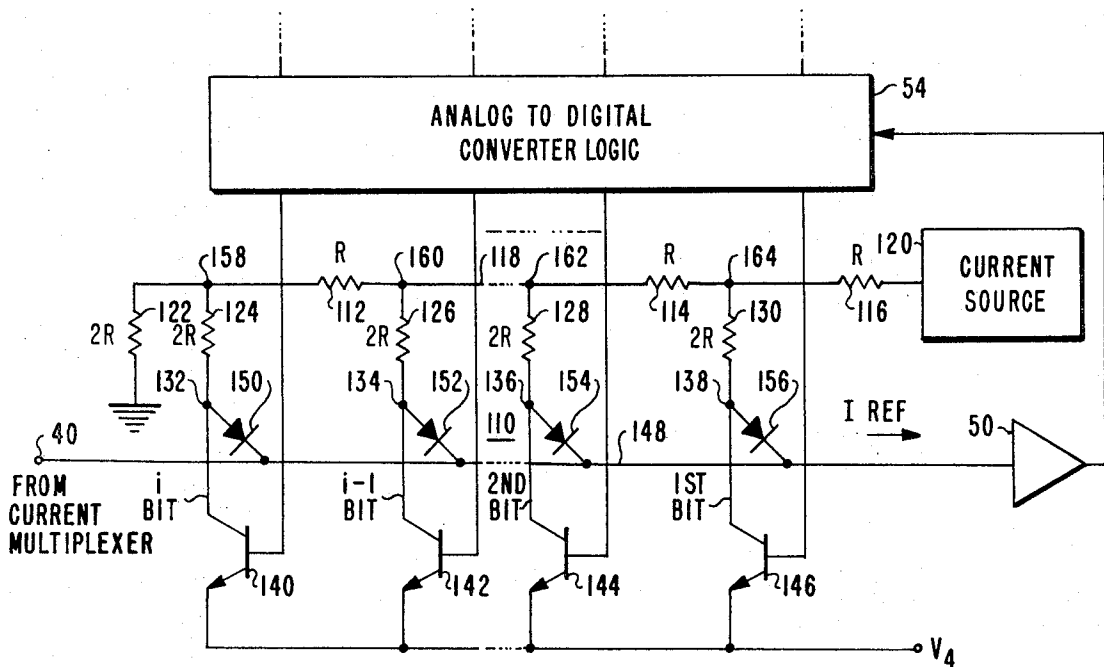 54
ANALOG TO DIGITAL
CONVERTER LOGIC
158
R
160
118
162
R
164
R
120
CURRENT
SOURCE
122
2R
124
2R
112
126
2R
128
2R
114
130
2R
116
132
150
134
152
136
154
138
156
I REF
50
40
110
148
FROM
CURRENT
MULTIPLEXER
i
BIT
i-1
BIT
2ND
BIT
1ST
BIT
140
142
144
146
V4